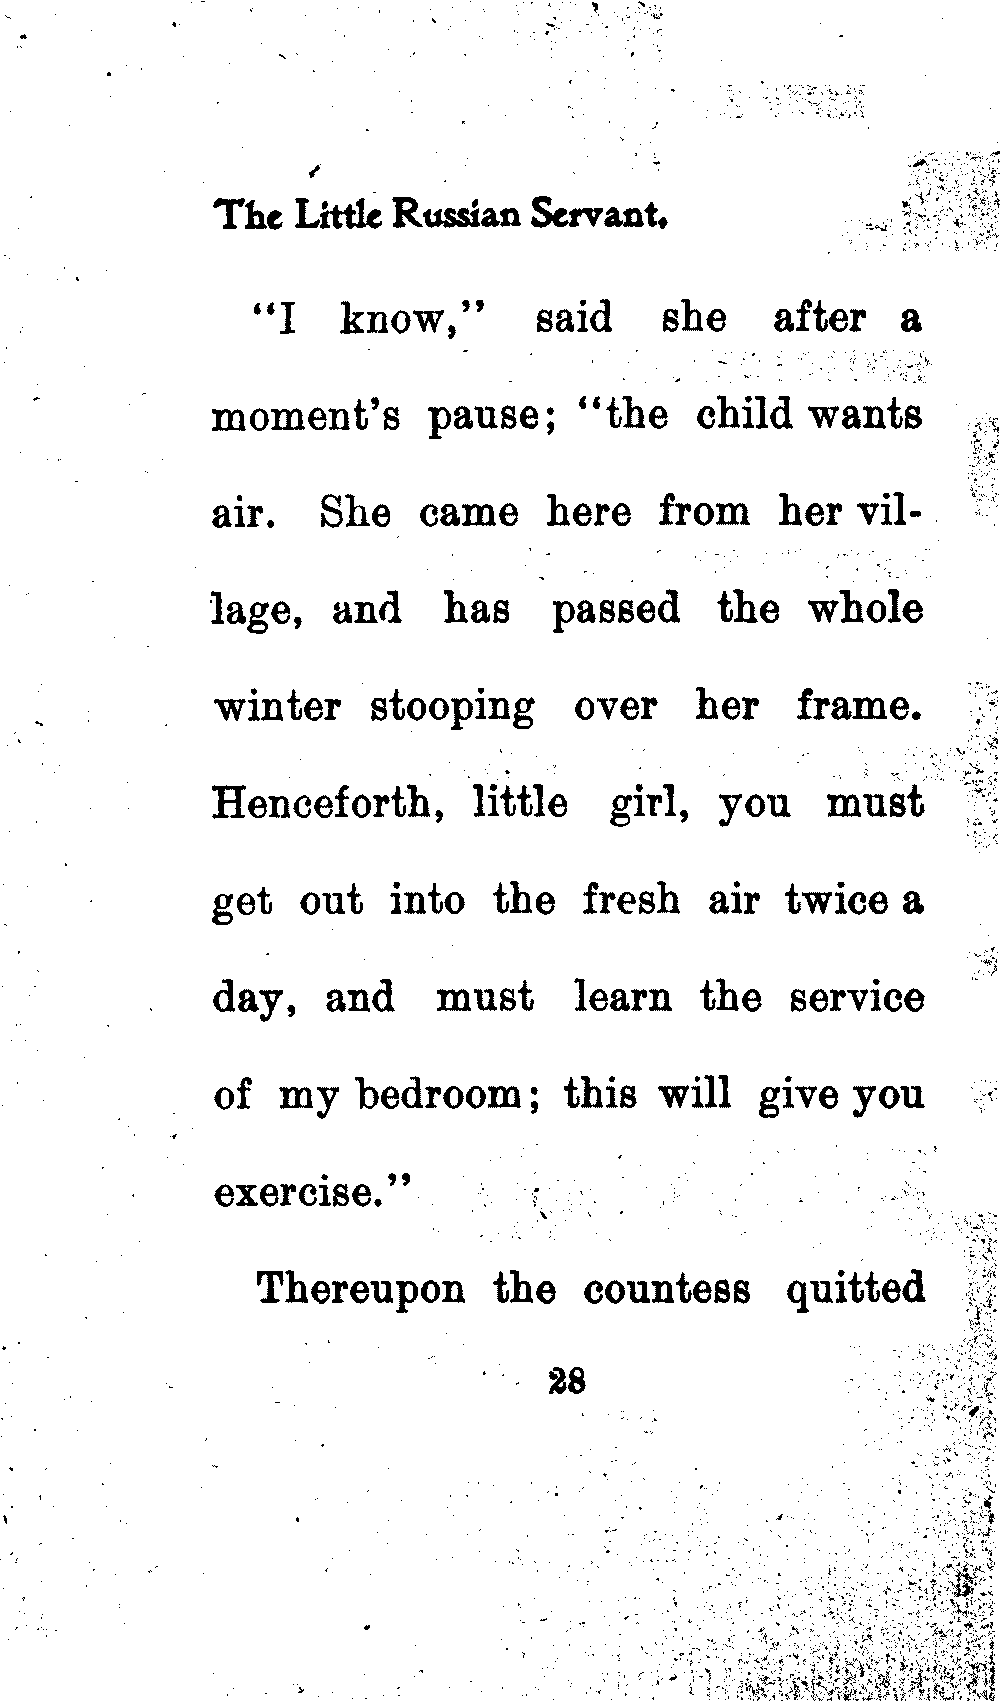 The Little Russian Servant.
"I know," said she after a
moment's pause; "the child wants
air. She came here from her vil-
lage, and has passed the whole
winter stooping over her frame.
Henceforth, little girl, you must
get out into the fresh air twice a
day, and must learn the service
of my bedroom; this will give you
exercise."
Thereupon the countess quitted
28